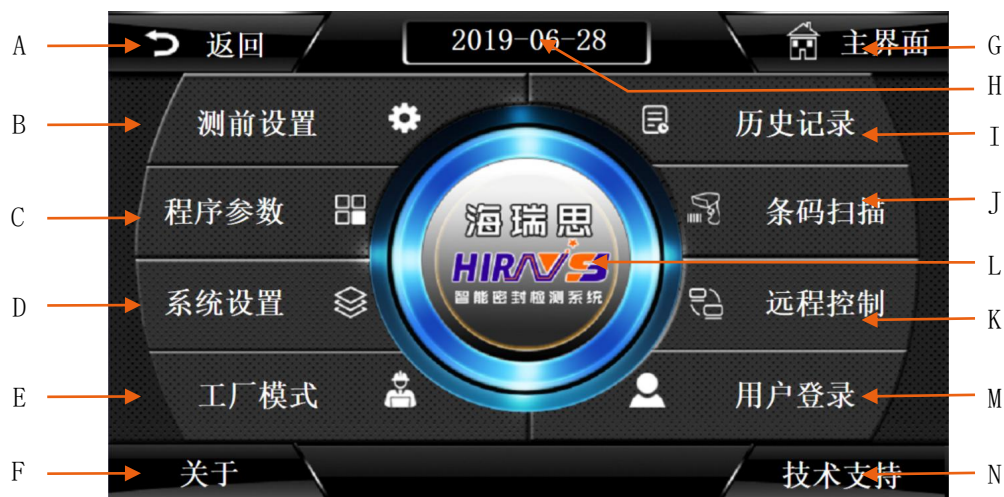 A 返回 2019-06-28 主界面 G
H
B 测前设置 历史记录 I
C 程序参数 条码扫描 J
海瑞思
HIRAYS
智能密封检测系统
L
D 系统设置 远程控制 K
E 工厂模式 用户登录 M
F 关于 技术支持 N